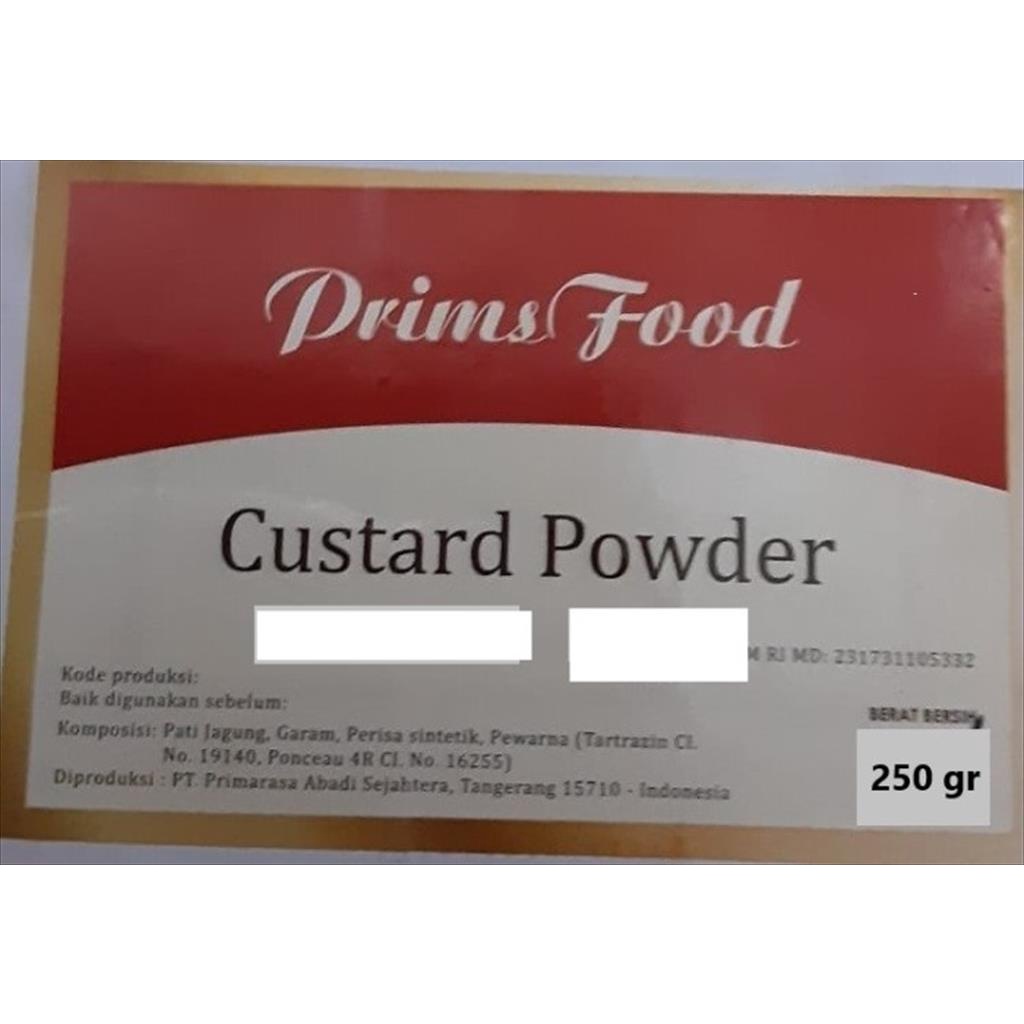 Prims Food
Custard Powder
M RI MD: 231731105332
Kode produksi:
Baik digunakan sebelum:
Komposisi: Pati Jagung, Garam, Perisa sintetik, Pewarna (Tartrazin CI.
No. 19140, Ponceau 4R CI. No. 16255)
Diproduksi : PT. Primarasa Abadi Sejahtera, Tangerang 15710 - Indonesia
BERAT BERSIH
250 gr